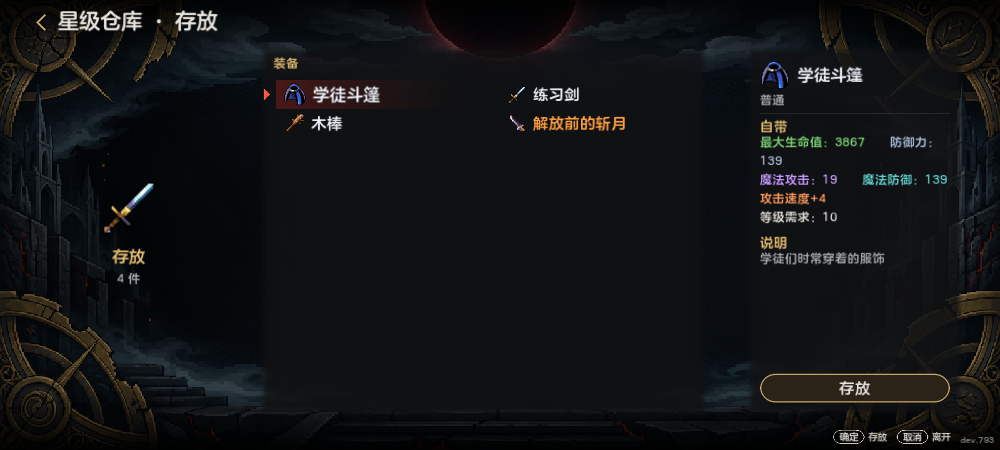 星级仓库 · 存放
装备
学徒斗篷
练习剑
木棒
解放前的斩月
存放
4 件
学徒斗篷
普通
自带
最大生命值：3867 防御力：
139
魔法攻击：19 魔法防御：139
攻击速度+4
等级需求：10
说明
学徒们时常穿着的服饰
存放
确定 存放 取消 离开 dev.793